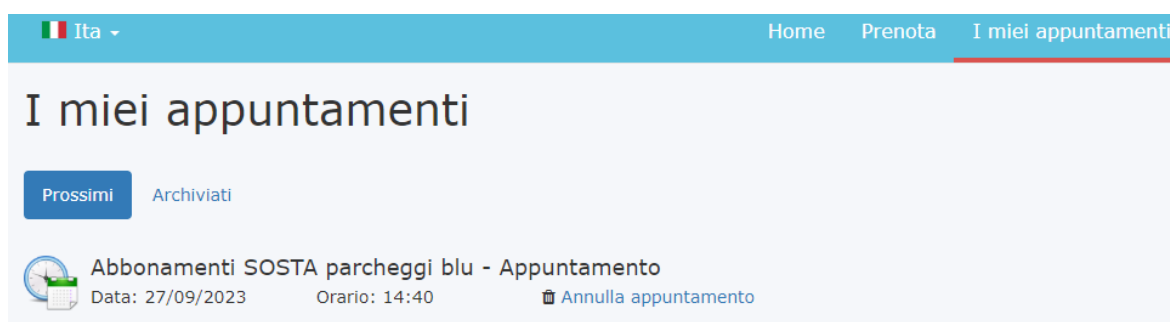 Ita
Home Prenota I miei appuntamenti
I miei appuntamenti
Prossimi Archiviati
Abbonamenti SOSTA parcheggi blu - Appuntamento
Data: 27/09/2023 Orario: 14:40 Annulla appuntamento